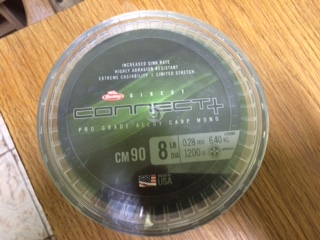 INCREASED SINK RATE
HIGHLY ABRASION RESISTANT
EXTREME CASTABILITY | LIMITED STRETCH
Berkley
DIRECT
CONNECT+
PRO GRADE ALLOY CARP MONO
CM90
8 LB
0.28 MM
6.40 KG
1200
USA